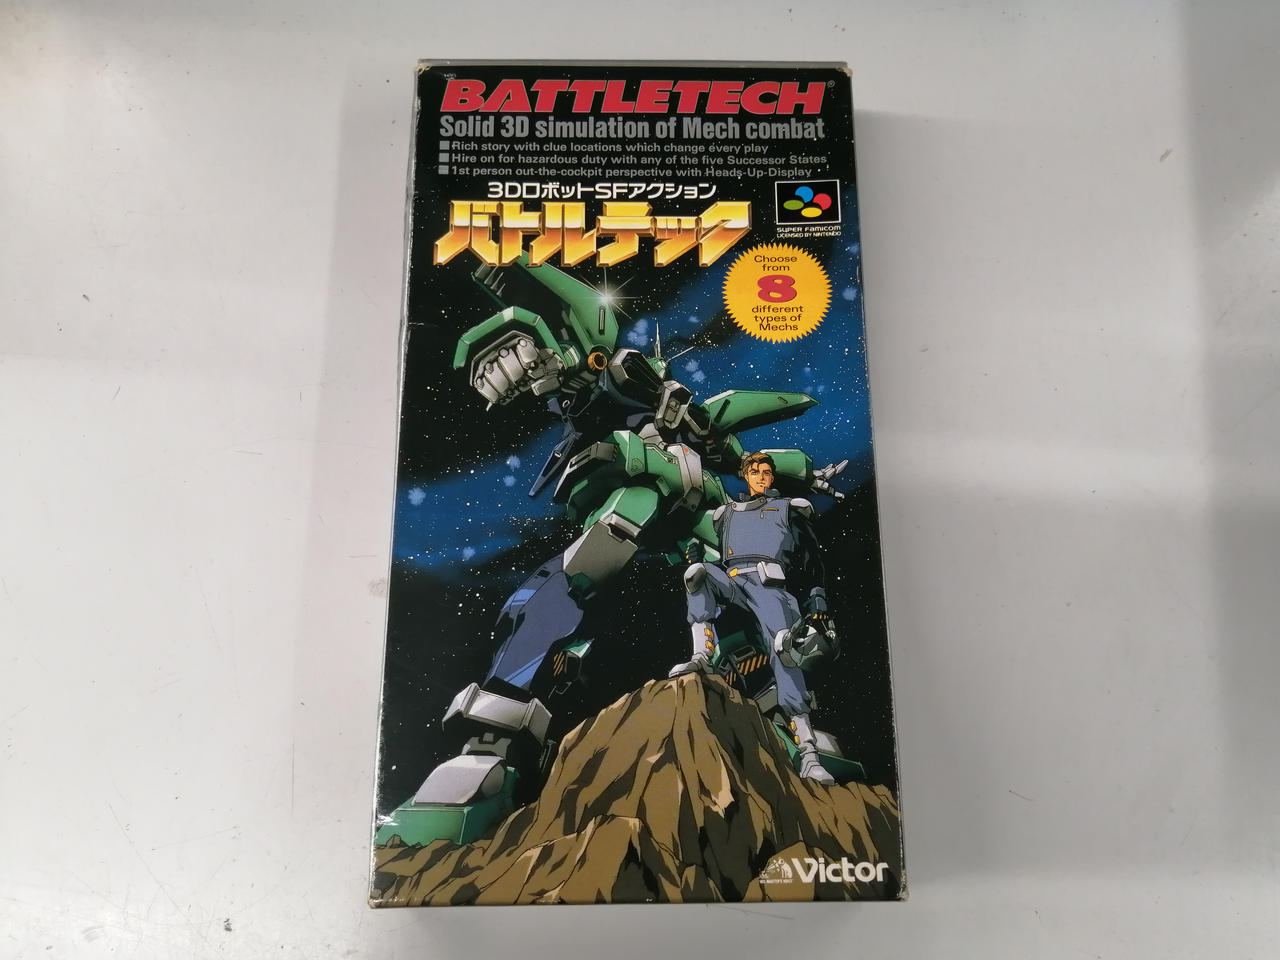 BATTLETECH®
Solid 3D simulation of Mech combat
■Rich story with clue locations which change every play
■Hire on for hazardous duty with any of the five Successor States
■1st person out-the-cockpit perspective with Heads-Up-Display
3DロボットSFアクション
バトルテック
SUPER FAMICOM
LICENSED BY NINTENDO
Choose
from
8
different
types of
Mechs
HIS MASTER'S VOICE
Victor